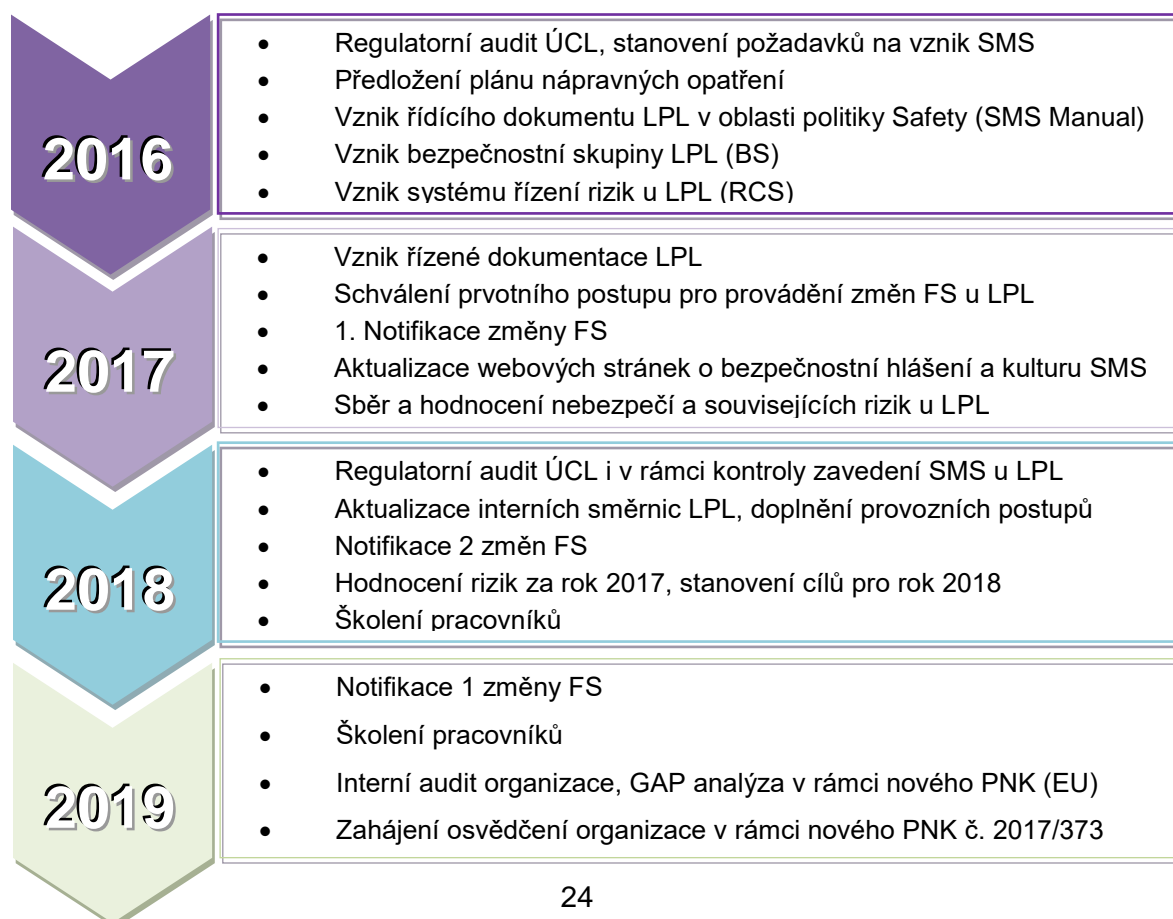 2016
• Regulatorní audit ÚCL, stanovení požadavků na vznik SMS
• Předložení plánu nápravných opatření
• Vznik řídícího dokumentu LPL v oblasti politiky Safety (SMS Manual)
• Vznik bezpečnostní skupiny LPL (BS)
• Vznik systému řízení rizik u LPL (RCS)
2017
• Vznik řízené dokumentace LPL
• Schválení prvotního postupu pro provádění změn FS u LPL
• 1. Notifikace změny FS
• Aktualizace webových stránek o bezpečnostní hlášení a kulturu SMS
• Sběr a hodnocení nebezpečí a souvisejících rizik u LPL
2018
• Regulatorní audit ÚCL i v rámci kontroly zavedení SMS u LPL
• Aktualizace interních směrnic LPL, doplnění provozních postupů
• Notifikace 2 změn FS
• Hodnocení rizik za rok 2017, stanovení cílů pro rok 2018
• Školení pracovníků
2019
• Notifikace 1 změny FS
• Školení pracovníků
• Interní audit organizace, GAP analýza v rámci nového PNK (EU)
• Zahájení osvědčení organizace v rámci nového PNK č. 2017/373
24